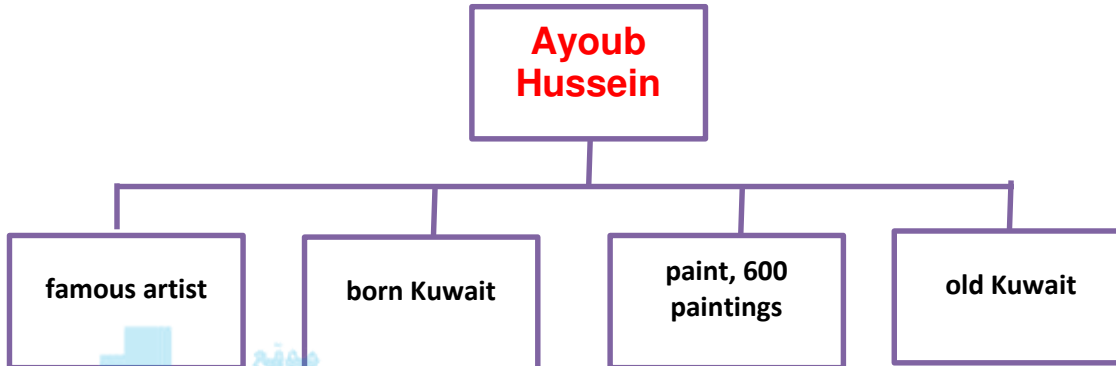 Ayoub
Hussein
famous artist
born Kuwait
paint, 600
paintings
old Kuwait